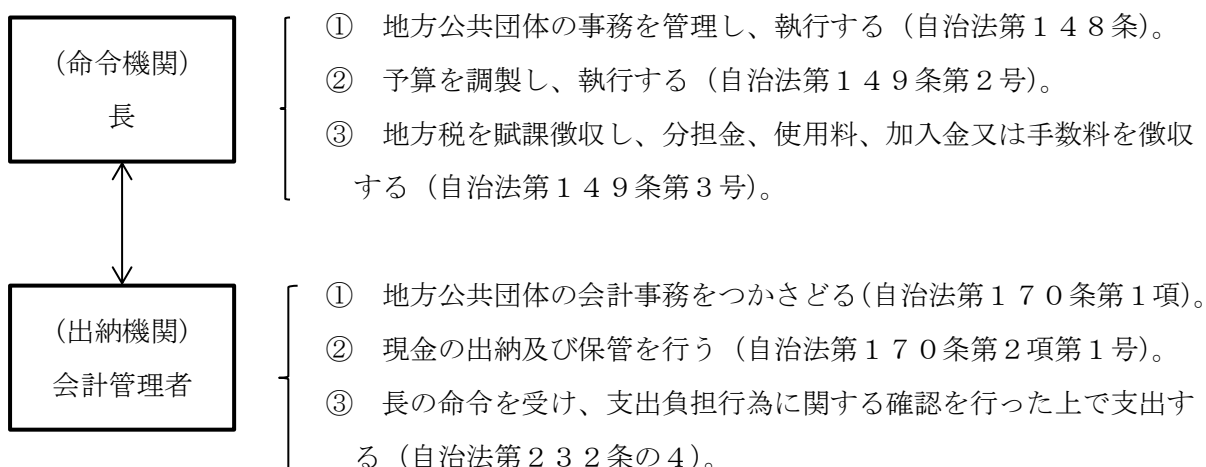 (命令機関)
長
① 地方公共団体の事務を管理し、執行する（自治法第１４８条）。
② 予算を調製し、執行する（自治法第１４９条第２号）。
③ 地方税を賦課徴収し、分担金、使用料、加入金又は手数料を徴収
する（自治法第１４９条第３号）。
(出納機関)
会計管理者
① 地方公共団体の会計事務をつかさどる（自治法第１７０条第１項）。
② 現金の出納及び保管を行う（自治法第１７０条第２項第１号）。
③ 長の命令を受け、支出負担行為に関する確認を行った上で支出す
る（自治法第２３２条の４）。